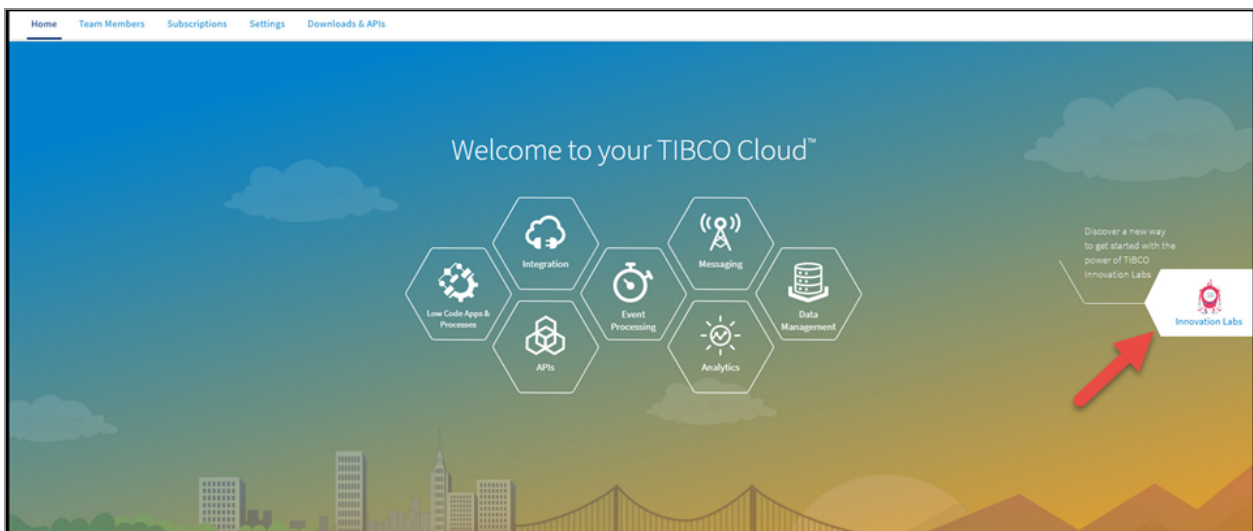 Home Team Members Subscriptions Settings Downloads & APIs
Welcome to your TIBCO Cloud™
Integration
Messaging
Low Code Apps &
Processes
Event
Processing
Data
Management
APIs
Analytics
Discover a new way
to get started with the
power of TIBCO
Innovation Labs
Innovation Labs